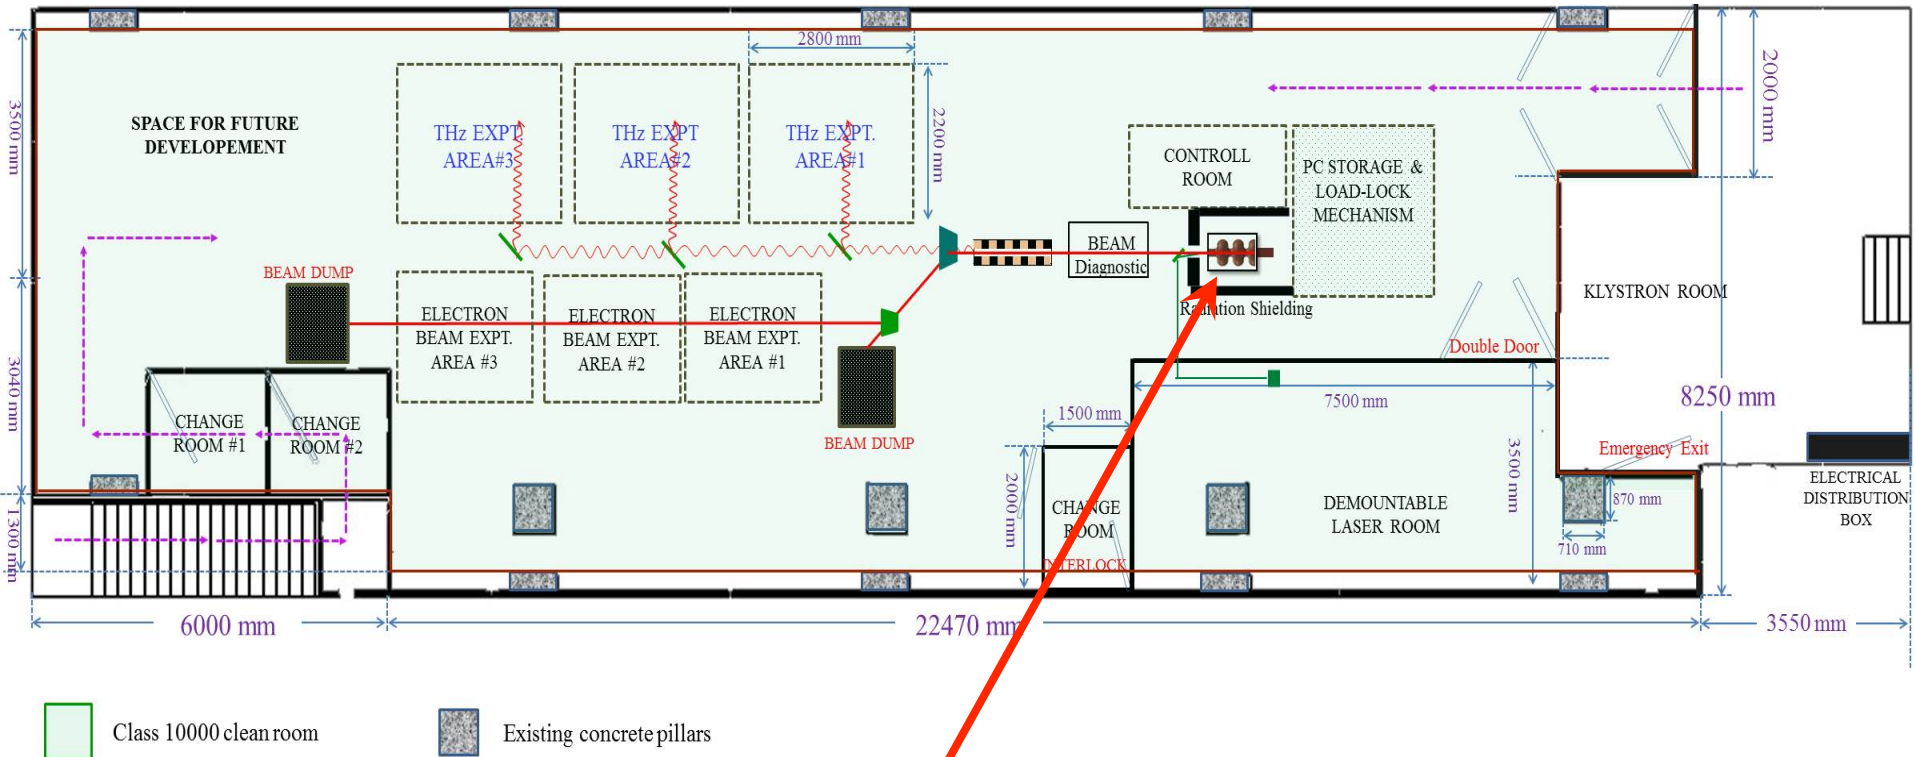 2800 mm
3500 mm
SPACE FOR FUTURE
DEVELOPEMENT
THz EXPT.
AREA#3
THz EXPT
AREA#2
THz EXPT.
AREA#1
2200 mm
CONTROLL
ROOM
PC STORAGE &
LOAD-LOCK
MECHANISM
2000 mm
BEAM
Diagnostic
Radiation Shielding
KLYSTRON ROOM
BEAM DUMP
ELECTRON
BEAM EXPT.
AREA #3
ELECTRON
BEAM EXPT.
AREA #2
ELECTRON
BEAM EXPT.
AREA #1
Double Door
3040 mm
8250 mm
7500 mm
1500 mm
CHANGE
ROOM #1
CHANGE
ROOM #2
BEAM DUMP
Emergency Exit
3500 mm
2000 mm
ELECTRICAL
DISTRIBUTION
BOX
870 mm
CHANGE
ROOM
DEMOUNTABLE
LASER ROOM
1300 mm
710 mm
INTERLOCK
6000 mm
22470 mm
3550 mm
Class 10000 clean room
Existing concrete pillars